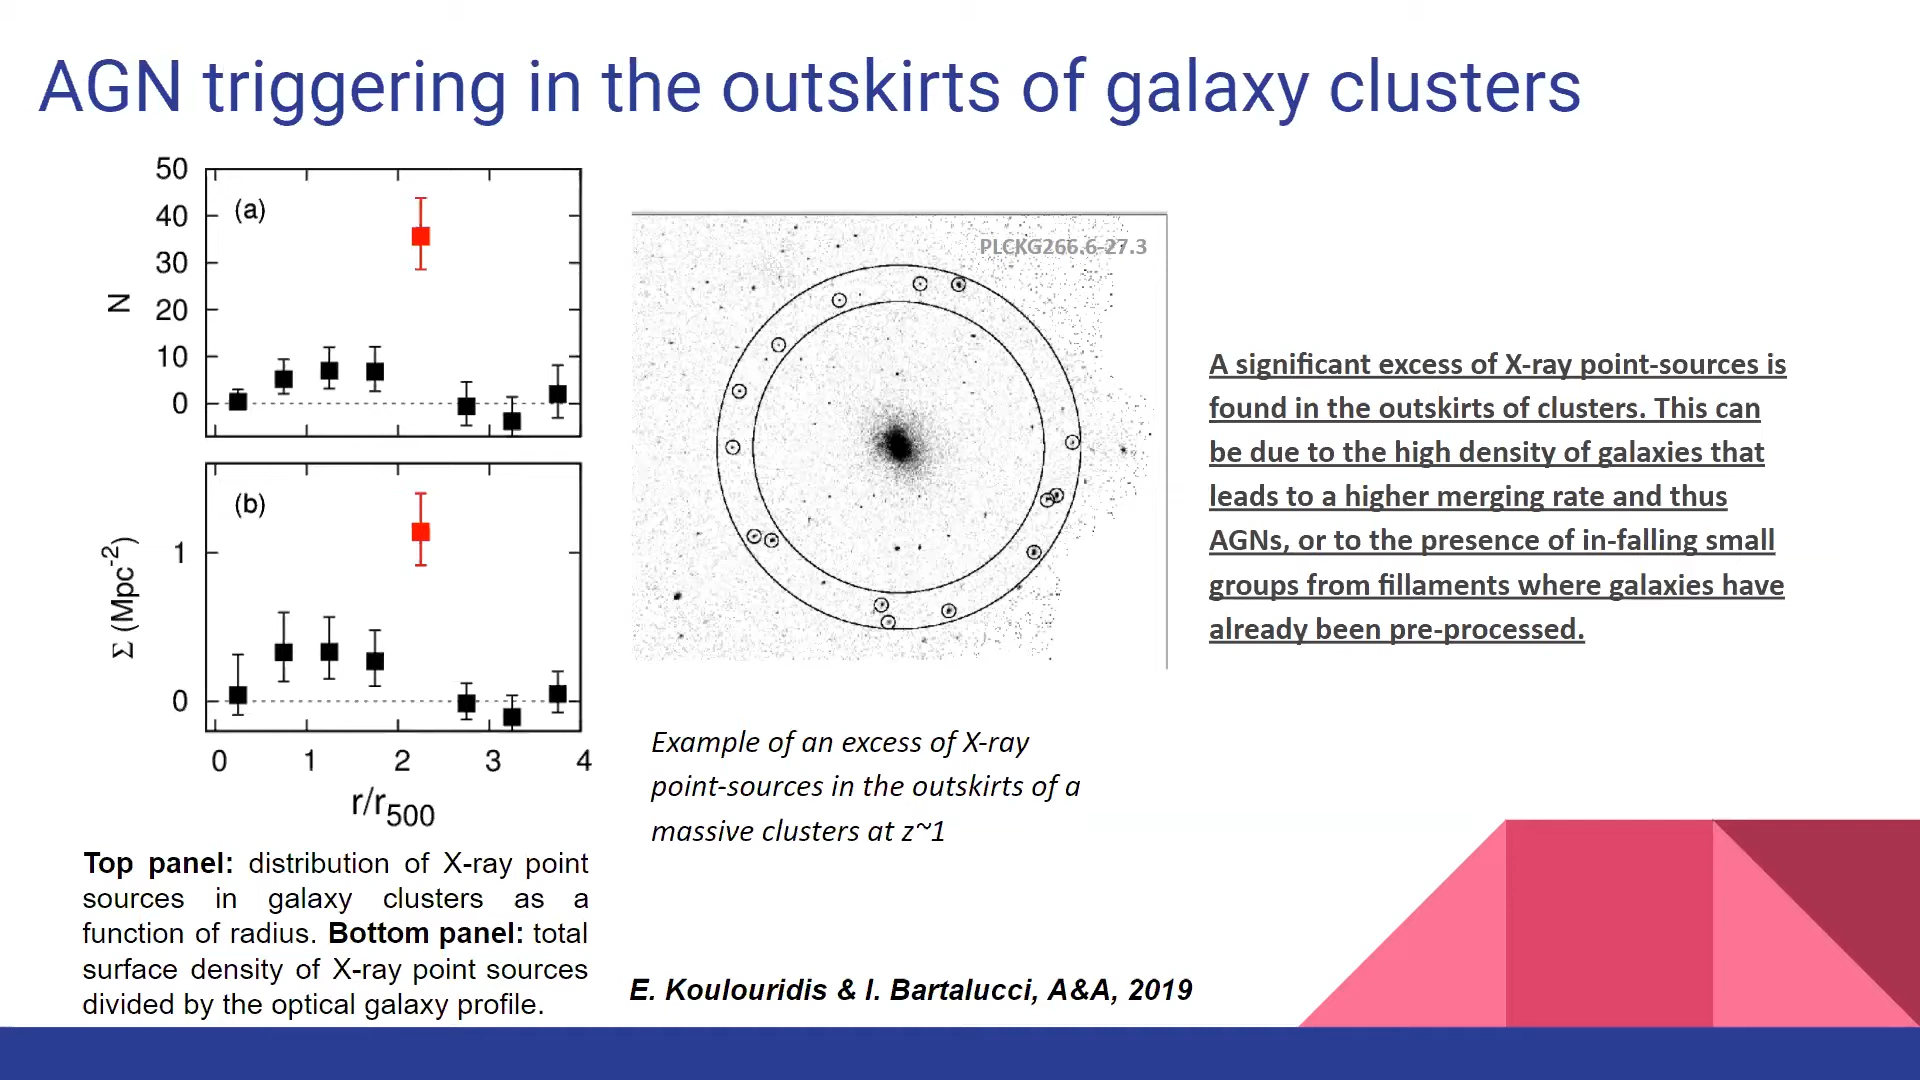 AGN triggering in the outskirts of galaxy clusters
50
40
30
20
10
0
N
(a)
(b)
1
0
Σ (Mpc-2)
0 1 2 3 4
r/r500
Top panel: distribution of X-ray point
sources in galaxy clusters as a
function of radius. Bottom panel: total
surface density of X-ray point sources
divided by the optical galaxy profile.
PLCKG266.6-27.3
Example of an excess of X-ray
point-sources in the outskirts of a
massive clusters at z~1
E. Koulouridis & I. Bartalucci, A&A, 2019
A significant excess of X-ray point-sources is
found in the outskirts of clusters. This can
be due to the high density of galaxies that
leads to a higher merging rate and thus
AGNs, or to the presence of in-falling small
groups from fillaments where galaxies have
already been pre-processed.